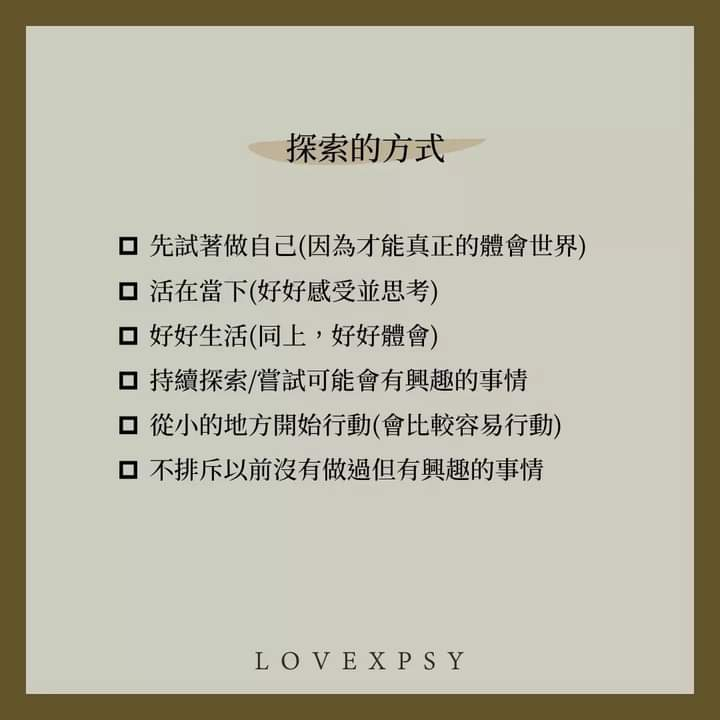 探索的方式
先試著做自己(因為才能真正的體會世界)
活在當下(好好感受並思考)
好好生活(同上，好好體會)
持續探索/嘗試可能會有興趣的事情
從小的地方開始行動(會比較容易行動)
不排斥以前沒有做過但有興趣的事情
LOVEXPSY